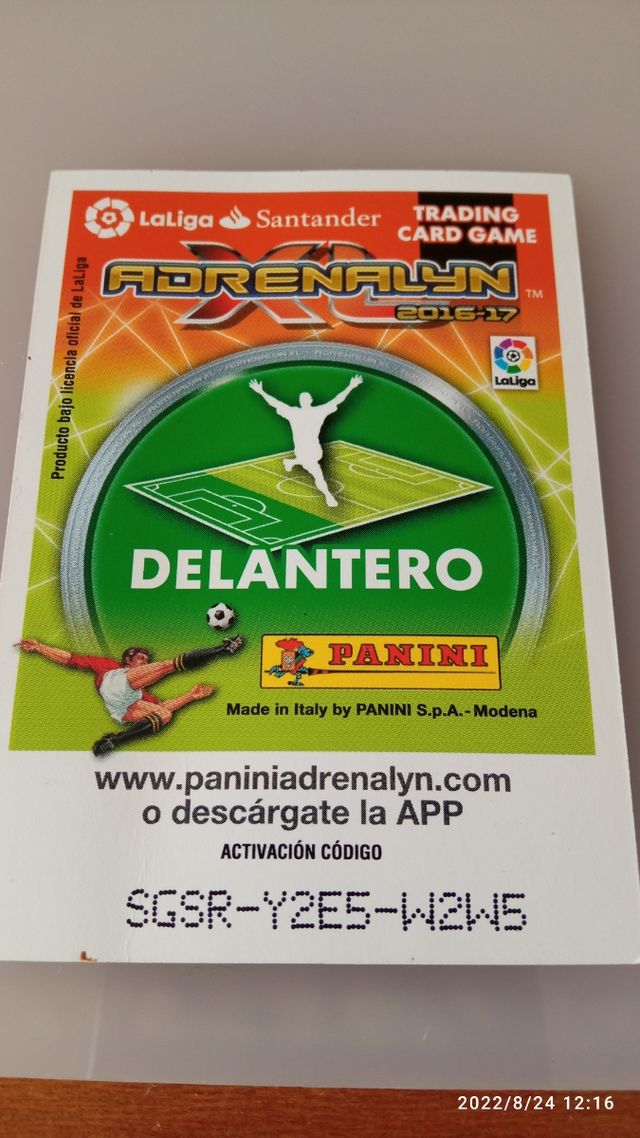 LaLiga Santander
TRADING
CARD GAME
XL
ADRENALYN TM
2016-17
Producto bajo licencia oficial de LaLiga
LaLiga
ADRENALYN XL
DELANTERO
PANINI
Made in Italy by PANINI S.p.A.-Modena
www.paniniadrenalyn.com
o descárgate la APP
ACTIVACIÓN CÓDIGO
SGSR-Y2E5-W2W5
2022/8/24 12:16